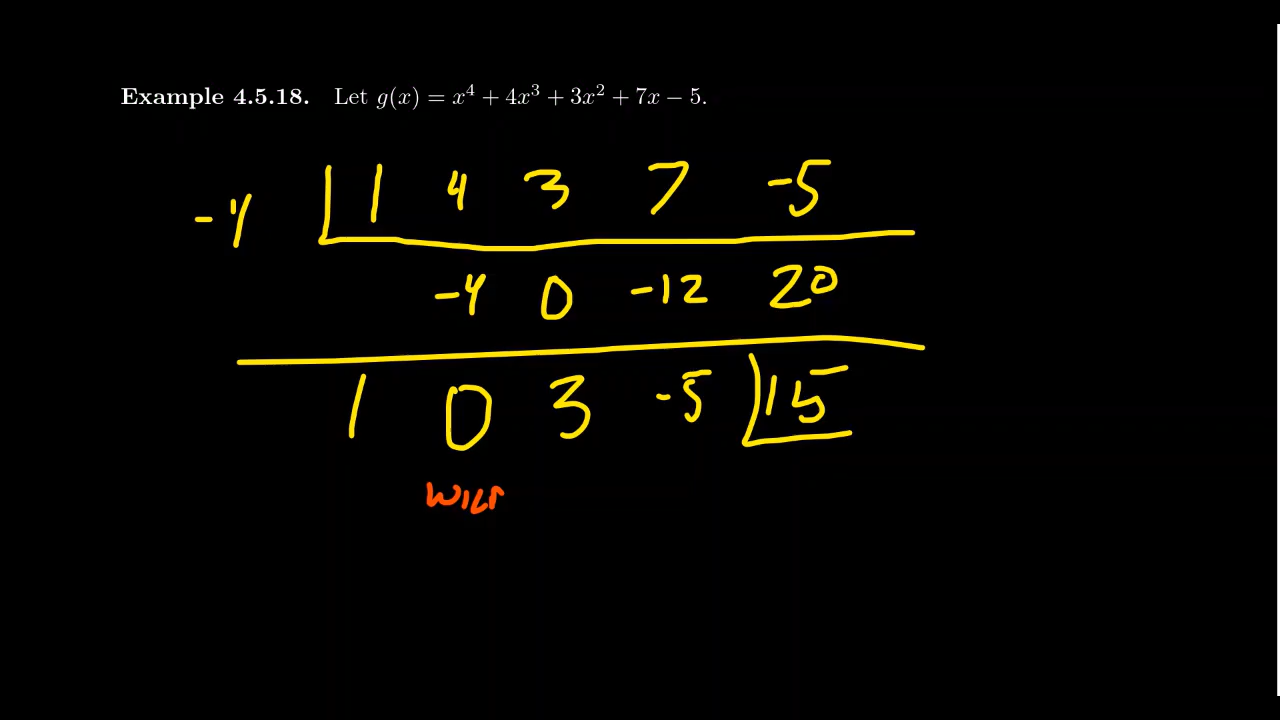 Example 4.5.18. Let g(x) = x⁴ + 4x³ + 3x² + 7x − 5.
-4 | 1 4 3 7 -5
-4 0 -12 20
1 0 3 -5 | 15